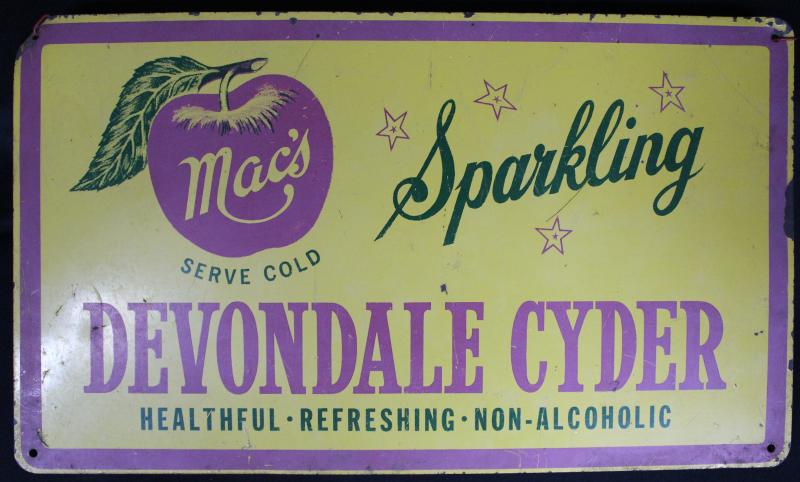 Mac's
SERVE COLD
Sparkling
DEVONDALE CYDER
HEALTHFUL · REFRESHING · NON-ALCOHOLIC